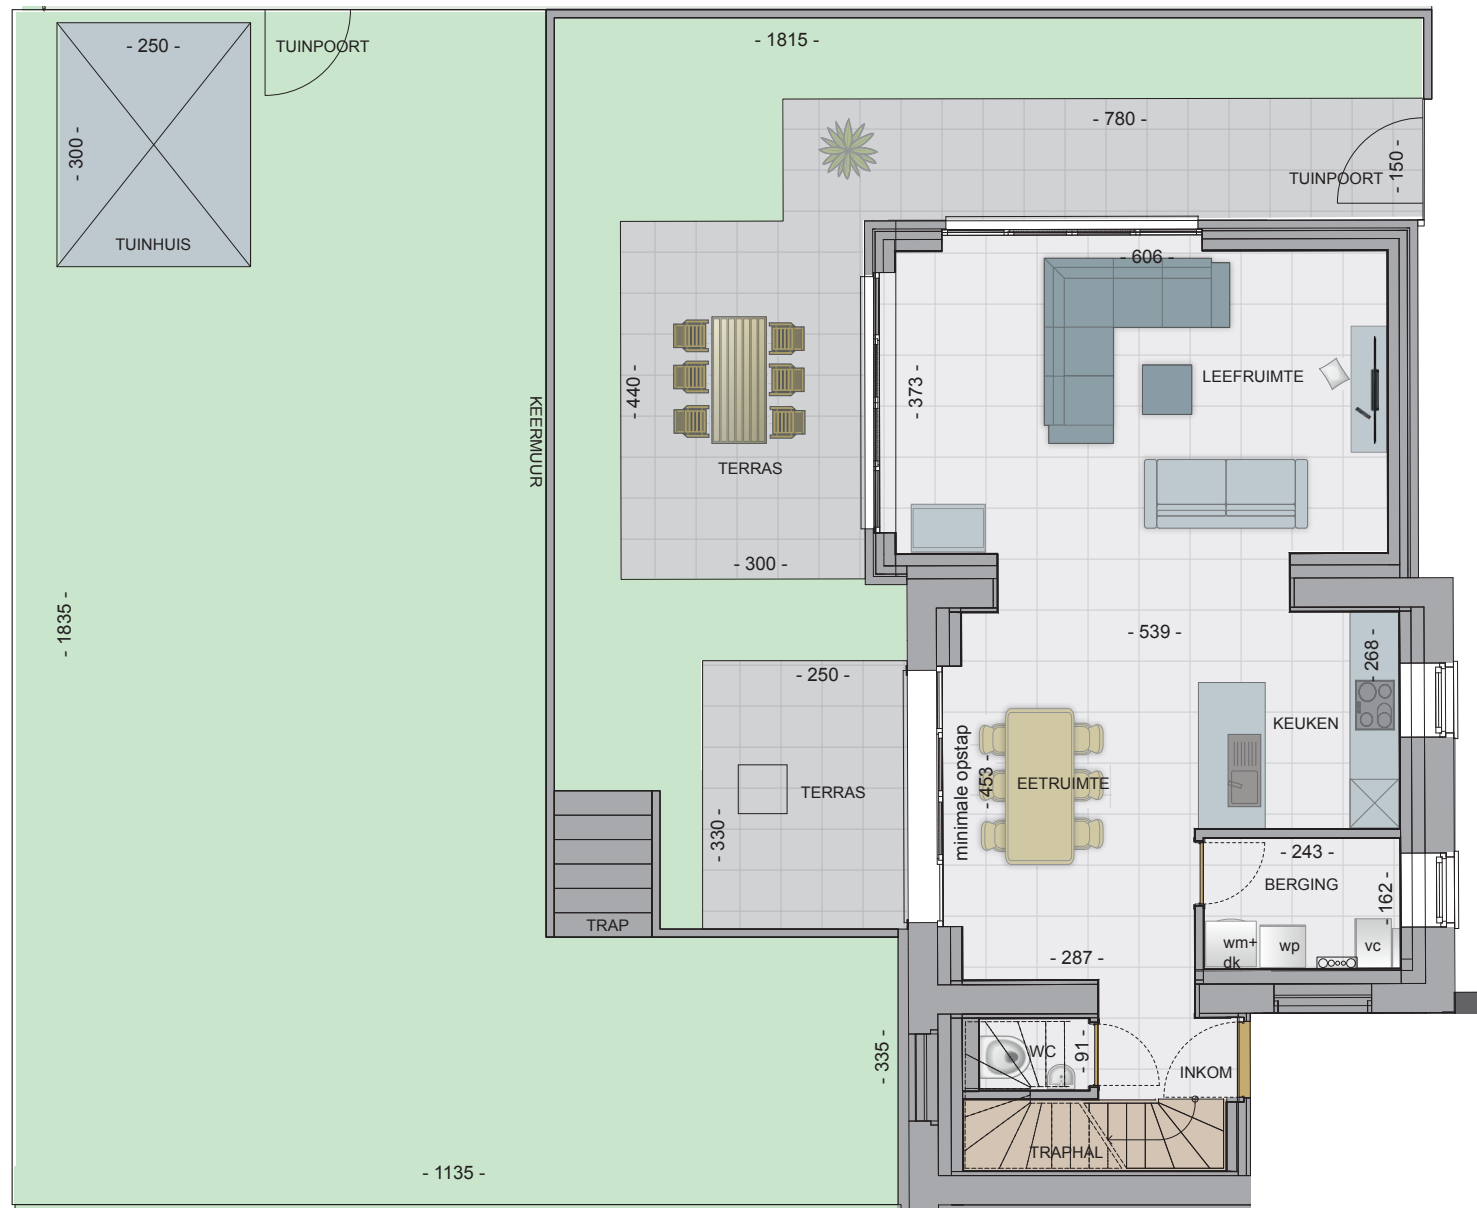 - 250 -
TUINPOORT
- 1815 -
- 300 -
TUINHUIS
- 780 -
- 150 -
TUINPOORT
- 606 -
- 440 -
- 373 -
LEEFRUIMTE
KEERMUUR
TERRAS
- 300 -
- 1835 -
- 539 -
- 268 -
- 250 -
KEUKEN
minimale opstap
- 453 -
EETRUIMTE
TERRAS
- 330 -
- 243 -
BERGING
- 162 -
TRAP
wm+
dk
wp
vc
- 287 -
- 335 -
WC
- 91 -
INKOM
TRAPHAL
- 1135 -